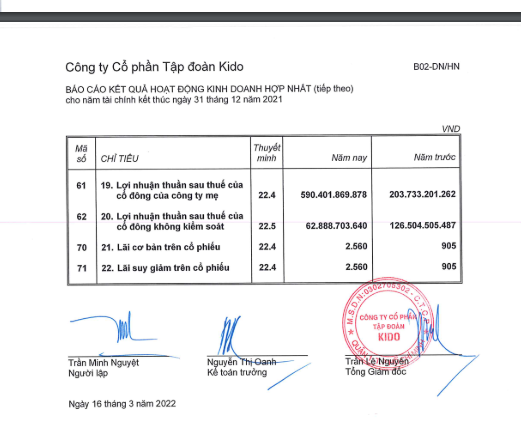 Công ty Cổ phần Tập đoàn Kido
B02-DN/HN
BÁO CÁO KẾT QUẢ HOẠT ĐỘNG KINH DOANH HỢP NHẤT (tiếp theo)
cho năm tài chính kết thúc ngày 31 tháng 12 năm 2021
VND
Mã số CHỈ TIÊU Thuyết minh Năm nay Năm trước
61 19. Lợi nhuận thuần sau thuế của
cổ đông của công ty mẹ 22.4 590.401.869.878 203.733.201.262
62 20. Lợi nhuận thuần sau thuế của
cổ đông không kiểm soát 22.5 62.888.703.640 126.504.505.487
70 21. Lãi cơ bản trên cổ phiếu 22.4 2.560 905
71 22. Lãi suy giảm trên cổ phiếu 22.4 2.560 905
M.S.D.N:0302705302 - C.T.C.P
CÔNG TY CỔ PHẦN
TẬP ĐOÀN
KIDO
Trần Minh Nguyệt
Người lập
Nguyễn Thị Oanh
Kế toán trưởng
Trần Lệ Nguyên
Tổng Giám đốc
Ngày 16 tháng 3 năm 2022